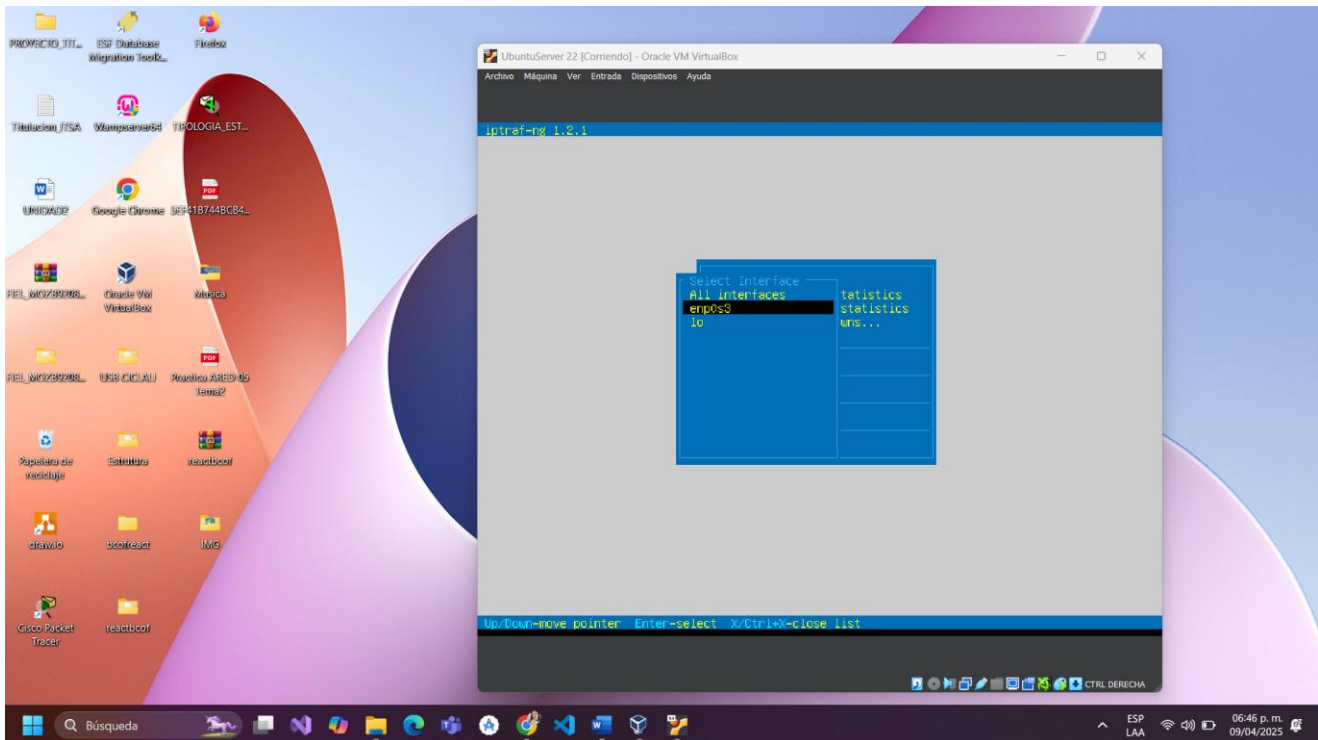 PROYECTO_TIT...
ESF Database
Migration Toolk...
Firefox
Titulacion_ITSA
Wampserver64
TIPOLOGIA_EST...
UNIDAD2
Google Chrome
Oracle VM
VirtualBox
Musica
USB CICLALI
Practica ARED 05
Tema2
Papelera de
reciclaje
Estrutura
reactbcof
draw.io
bcofreact
IMG
Cisco Packet
Tracer
reactbcof
UbuntuServer 22 [Corriendo] - Oracle VM VirtualBox
Archivo Máquina Ver Entrada Dispositivos Ayuda
iptraf-ng 1.2.1
Select Interface
All interfaces tatistics
enp0s3 statistics
lo wns...
Up/Down-move pointer Enter-select X/Ctrl+X-close list
CTRL DERECHA
Búsqueda
ESP
LAA
06:46 p. m.
09/04/2025